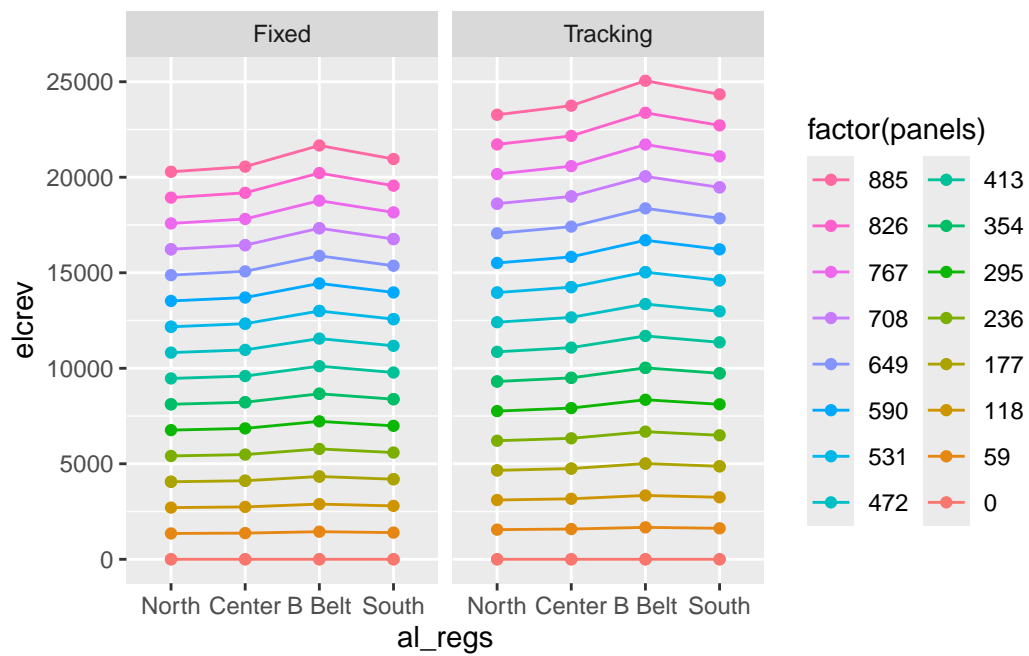 Fixed Tracking
25000
20000
15000
10000
5000
0
elcrev
North Center B Belt South North Center B Belt South
al_regs
factor(panels)
885 413
826 354
767 295
708 236
649 177
590 118
531 59
472 0